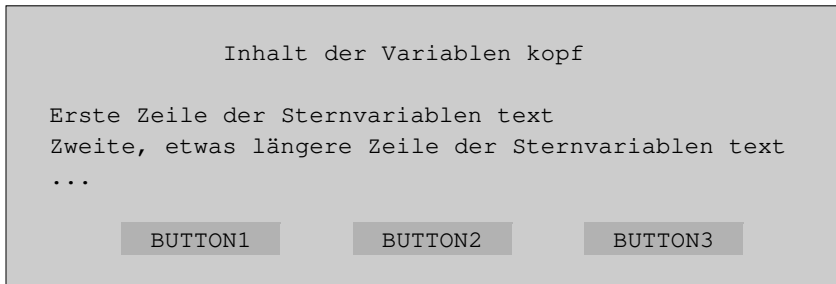 Inhalt der Variablen kopf
Erste Zeile der Sternvariablen text
Zweite, etwas längere Zeile der Sternvariablen text
...
BUTTON1 BUTTON2 BUTTON3